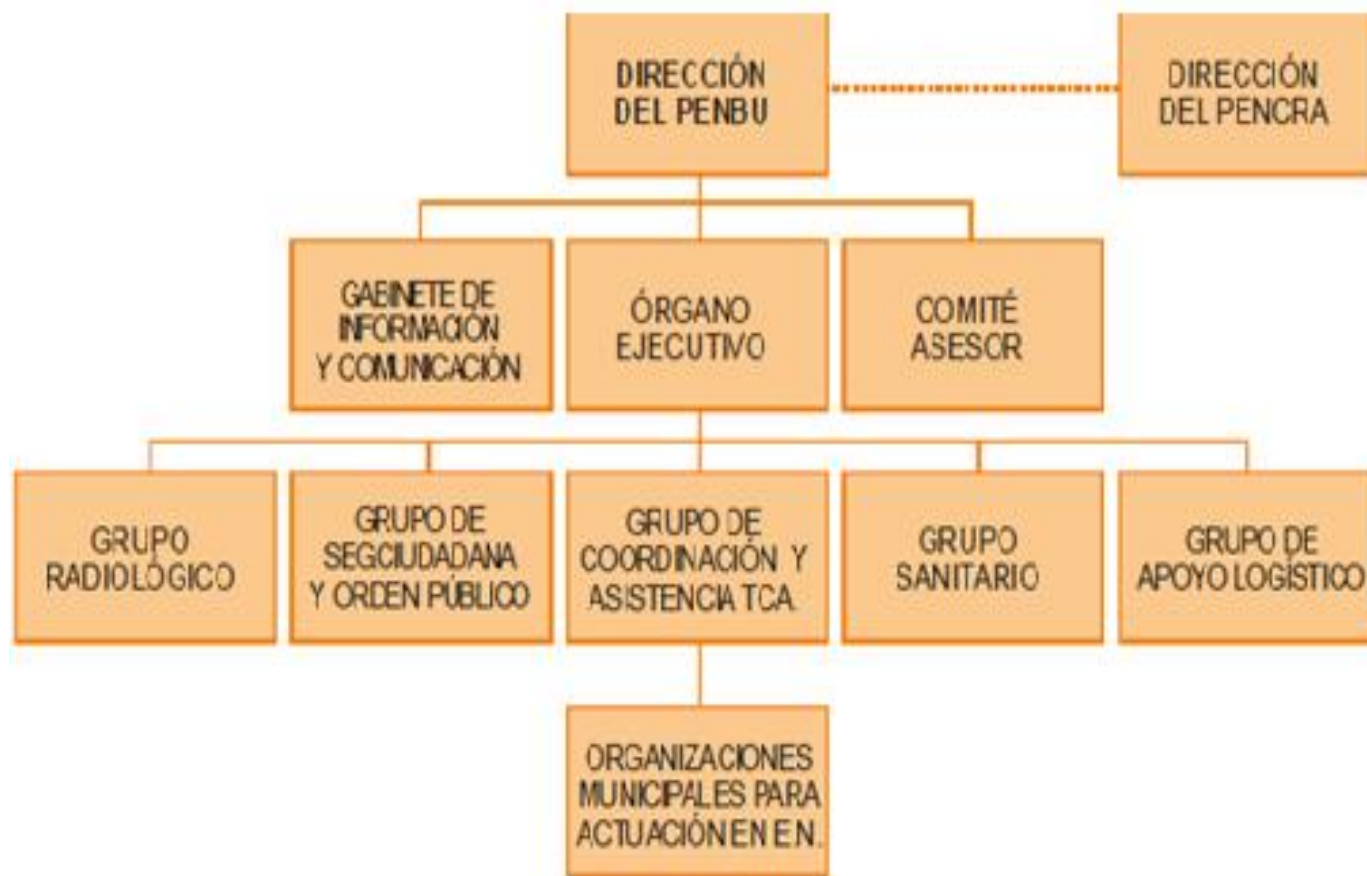 DIRECCIÓN
DEL PENBU
DIRECCIÓN
DEL PENCRA
GABINETE DE
INFORMACIÓN
Y COMUNICACIÓN
ÓRGANO
EJECUTIVO
COMITÉ
ASESOR
GRUPO
RADIOLÓGICO
GRUPO DE
SEGCIUDADANA
Y ORDEN PÚBLICO
GRUPO DE
COORDINACIÓN Y
ASISTENCIA TCA.
GRUPO
SANITARIO
GRUPO DE
APOYO LOGÍSTICO
ORGANIZACIONES
MUNICIPALES PARA
ACTUACIÓN EN E N.